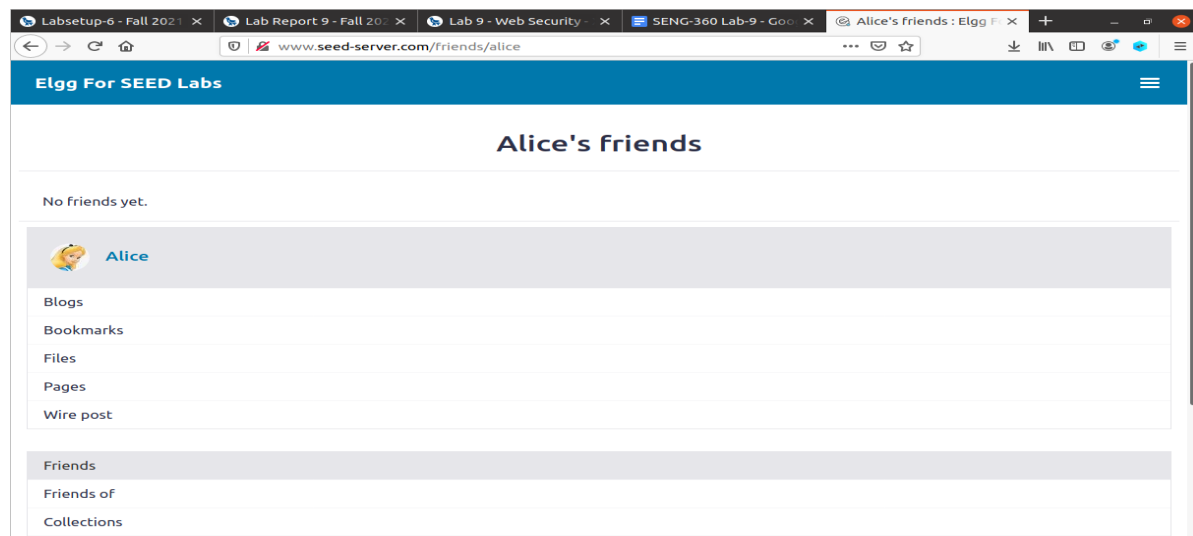 Labsetup-6 - Fall 2021 Lab Report 9 - Fall 202 Lab 9 - Web Security - SENG-360 Lab-9 - Goo Alice's friends : Elgg F
www.seed-server.com/friends/alice
Elgg For SEED Labs
Alice's friends
No friends yet.
Alice
Blogs
Bookmarks
Files
Pages
Wire post
Friends
Friends of
Collections